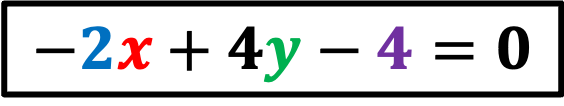 −2x + 4y − 4 = 0